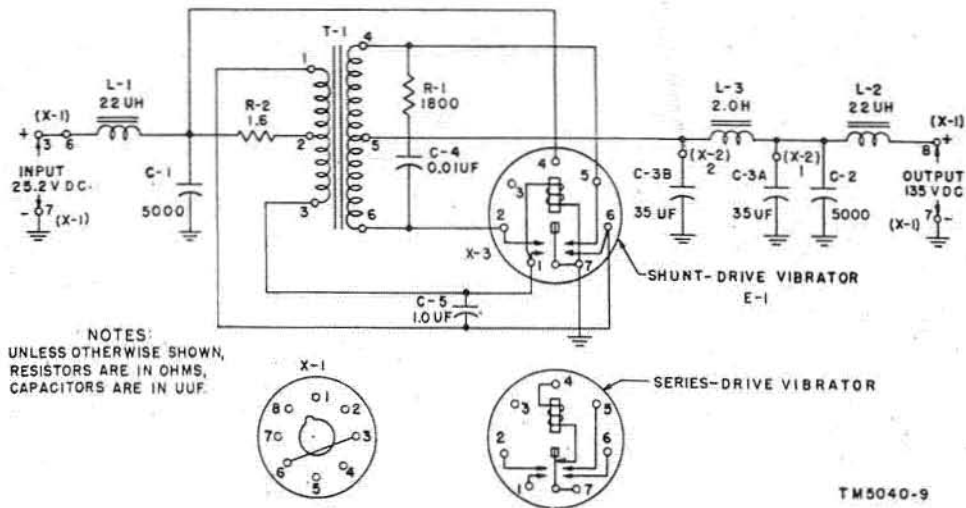 T-1
L-1
22 UH
(X-1)
+
3
6
INPUT
25.2V DC.
-
7
(X-1)
C-1
5000
R-2
1.6
1
2
3
4
5
6
R-1
1800
C-4
0.01UF
C-5
1.0 UF
X-3
4
3
5
2
6
1
7
SHUNT-DRIVE VIBRATOR
E-1
L-3
2.0H
L-2
22 UH
(X-2)
2
C-3B
35 UF
(X-2)
1
C-3A
35UF
C-2
5000
(X-1)
+
8
OUTPUT
135 VDC
7
-
(X-1)
NOTES:
UNLESS OTHERWISE SHOWN,
RESISTORS ARE IN OHMS,
CAPACITORS ARE IN UUF.
X-1
1
2
3
4
5
6
7
8
SERIES-DRIVE VIBRATOR
4
3
5
2
6
1
7
TM5040-9